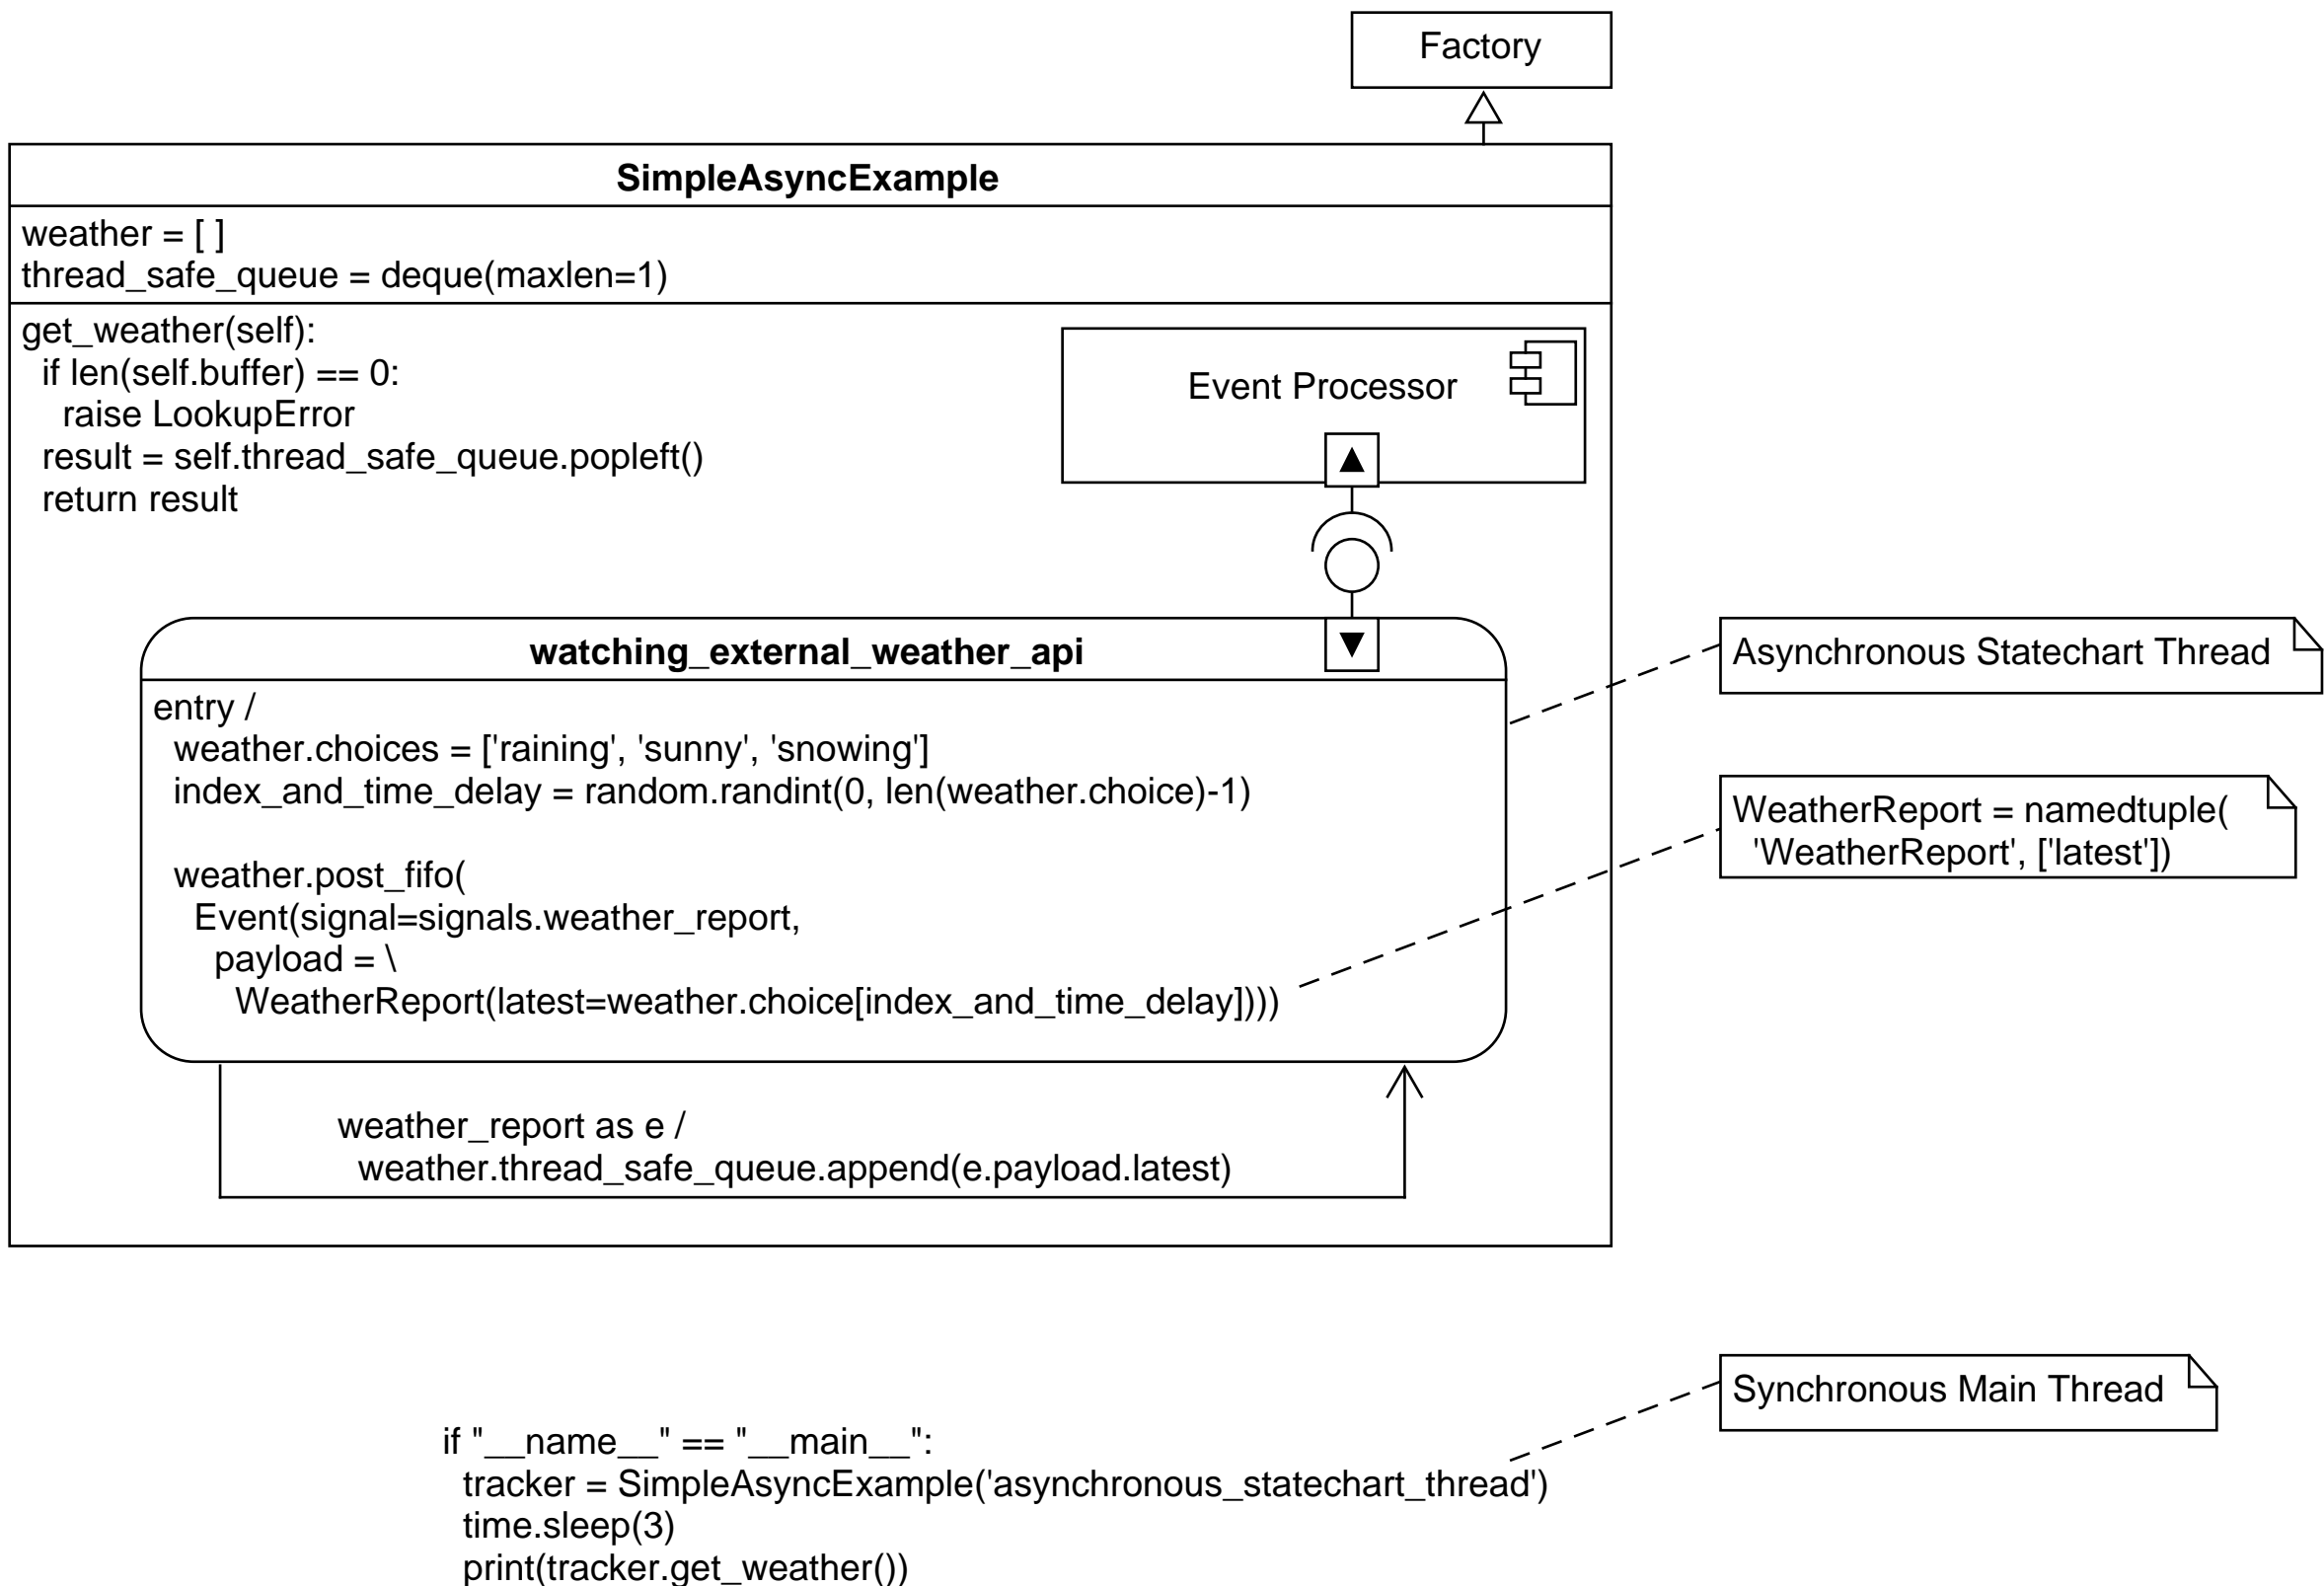 Factory
SimpleAsyncExample
weather = [ ]
thread_safe_queue = deque(maxlen=1)
get_weather(self):
if len(self.buffer) == 0:
raise LookupError
result = self.thread_safe_queue.popleft()
return result
Event Processor
watching_external_weather_api
entry /
weather.choices = ['raining', 'sunny', 'snowing']
index_and_time_delay = random.randint(0, len(weather.choice)-1)
weather.post_fifo(
Event(signal=signals.weather_report,
payload = \
WeatherReport(latest=weather.choice[index_and_time_delay])))
Asynchronous Statechart Thread
WeatherReport = namedtuple(
'WeatherReport', ['latest'])
weather_report as e /
weather.thread_safe_queue.append(e.payload.latest)
Synchronous Main Thread
if "__name__" == "__main__":
tracker = SimpleAsyncExample('asynchronous_statechart_thread')
time.sleep(3)
print(tracker.get_weather())